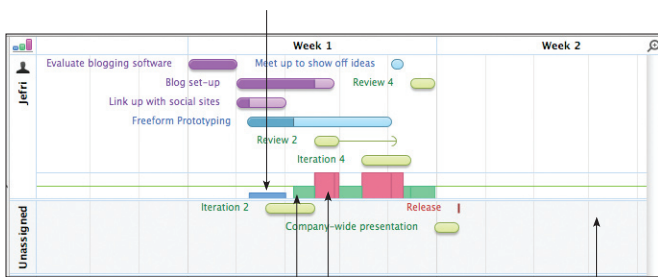 Week 1 Week 2
Jefri
Evaluate blogging software Meet up to show off ideas
Blog set-up Review 4
Link up with social sites
Freeform Prototyping
Review 2
Iteration 4
Unassigned
Iteration 2 Release
Company-wide presentation